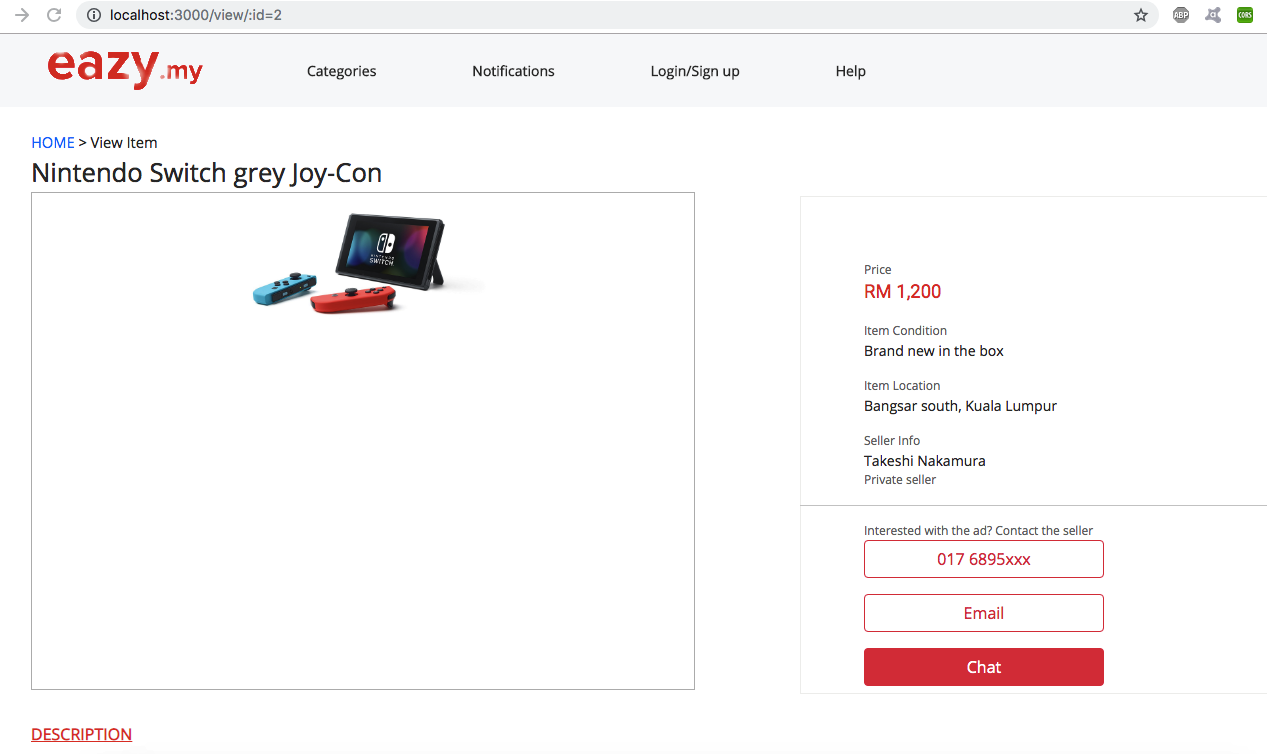 localhost:3000/view/:id=2
ABP
CORS
eazy.my
Categories
Notifications
Login/Sign up
Help
HOME > View Item
Nintendo Switch grey Joy-Con
NINTENDO
SWITCH
Price
RM 1,200
Item Condition
Brand new in the box
Item Location
Bangsar south, Kuala Lumpur
Seller Info
Takeshi Nakamura
Private seller
Interested with the ad? Contact the seller
017 6895xxx
Email
Chat
DESCRIPTION